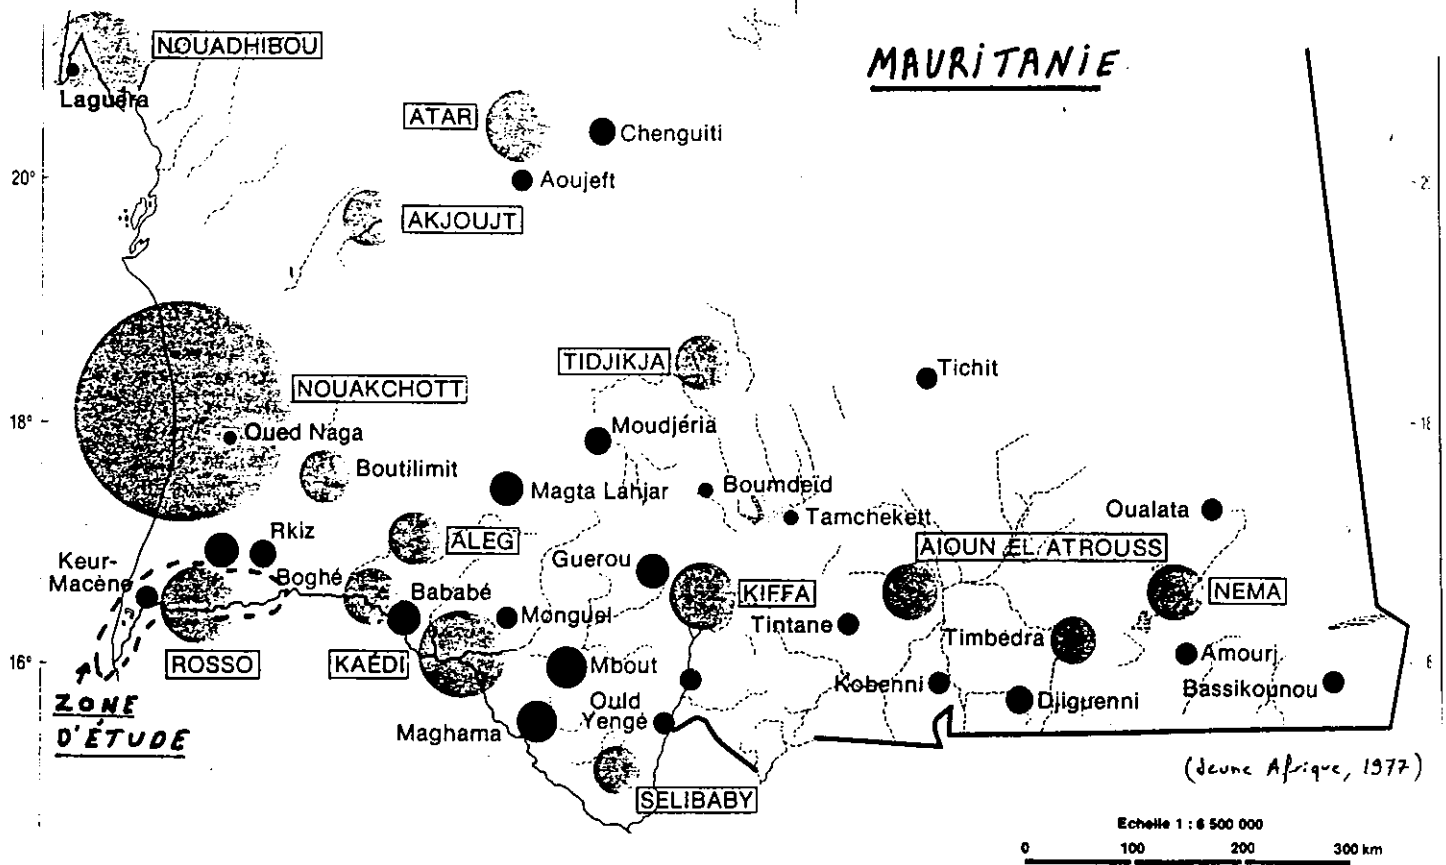 MAURITANIE
NOUADHIBOU
Laguéra
ATAR
Chenguiti
20°
Aoujeft
AKJOUJT
TIDJIKJA
Tichit
NOUAKCHOTT
18°
Oued Naga
Moudjéria
Boutilimit
Magta Lahjar
Boumdeïd
Tamchekett
Oualata
Rkiz
ALEG
AIOUN EL ATROUSS
Keur-
Macène
Guerou
Boghé
Bababé
KIFFA
NEMA
Monguel
Tintane
Timbédra
16°
ROSSO
KAÉDI
Mbout
Amourj
Kobenni
Bassikounou
ZONE
D'ÉTUDE
Ould
Yengé
Djiguenni
Maghama
SELIBABY
(Jeune Afrique, 1977)
Echelle 1 : 6 500 000
0 100 200 300 km